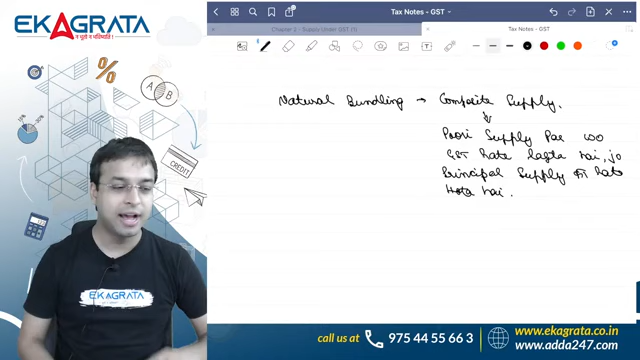 EKAGRATA
Tax Notes - GST
Chapter 2 - Supply Under GST (1)
Tax Notes - GST
Natural Bundling → Composite Supply.
Poori Supply Par woo
GST Rate lagta hai, jo
Principal Supply का Rate
Hota hai.
A
B
%
CREDIT
EKAGRATA
call us at 975 44 55 66 3
www.ekagrata.co.in
www.adda247.com